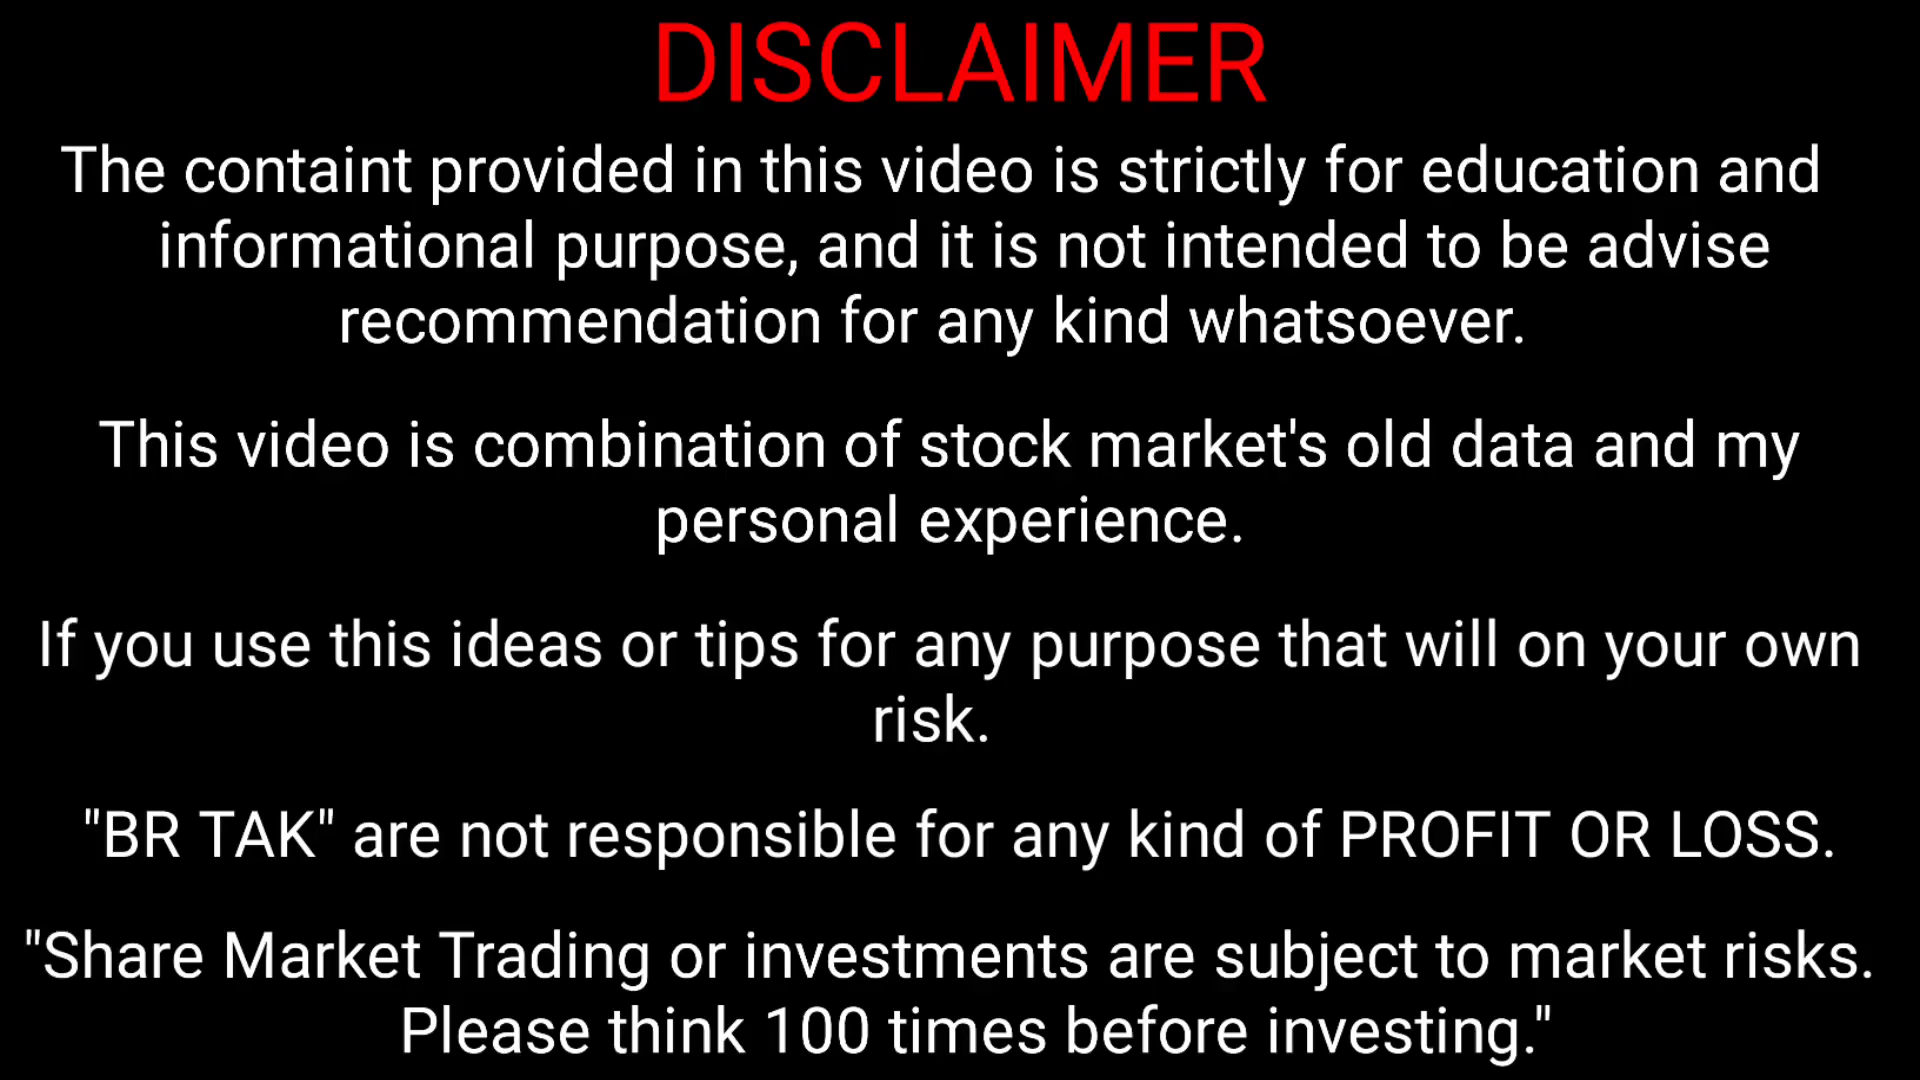 DISCLAIMER
The containt provided in this video is strictly for education and
informational purpose, and it is not intended to be advise
recommendation for any kind whatsoever.
This video is combination of stock market's old data and my
personal experience.
If you use this ideas or tips for any purpose that will on your own
risk.
"BR TAK" are not responsible for any kind of PROFIT OR LOSS.
"Share Market Trading or investments are subject to market risks.
Please think 100 times before investing."